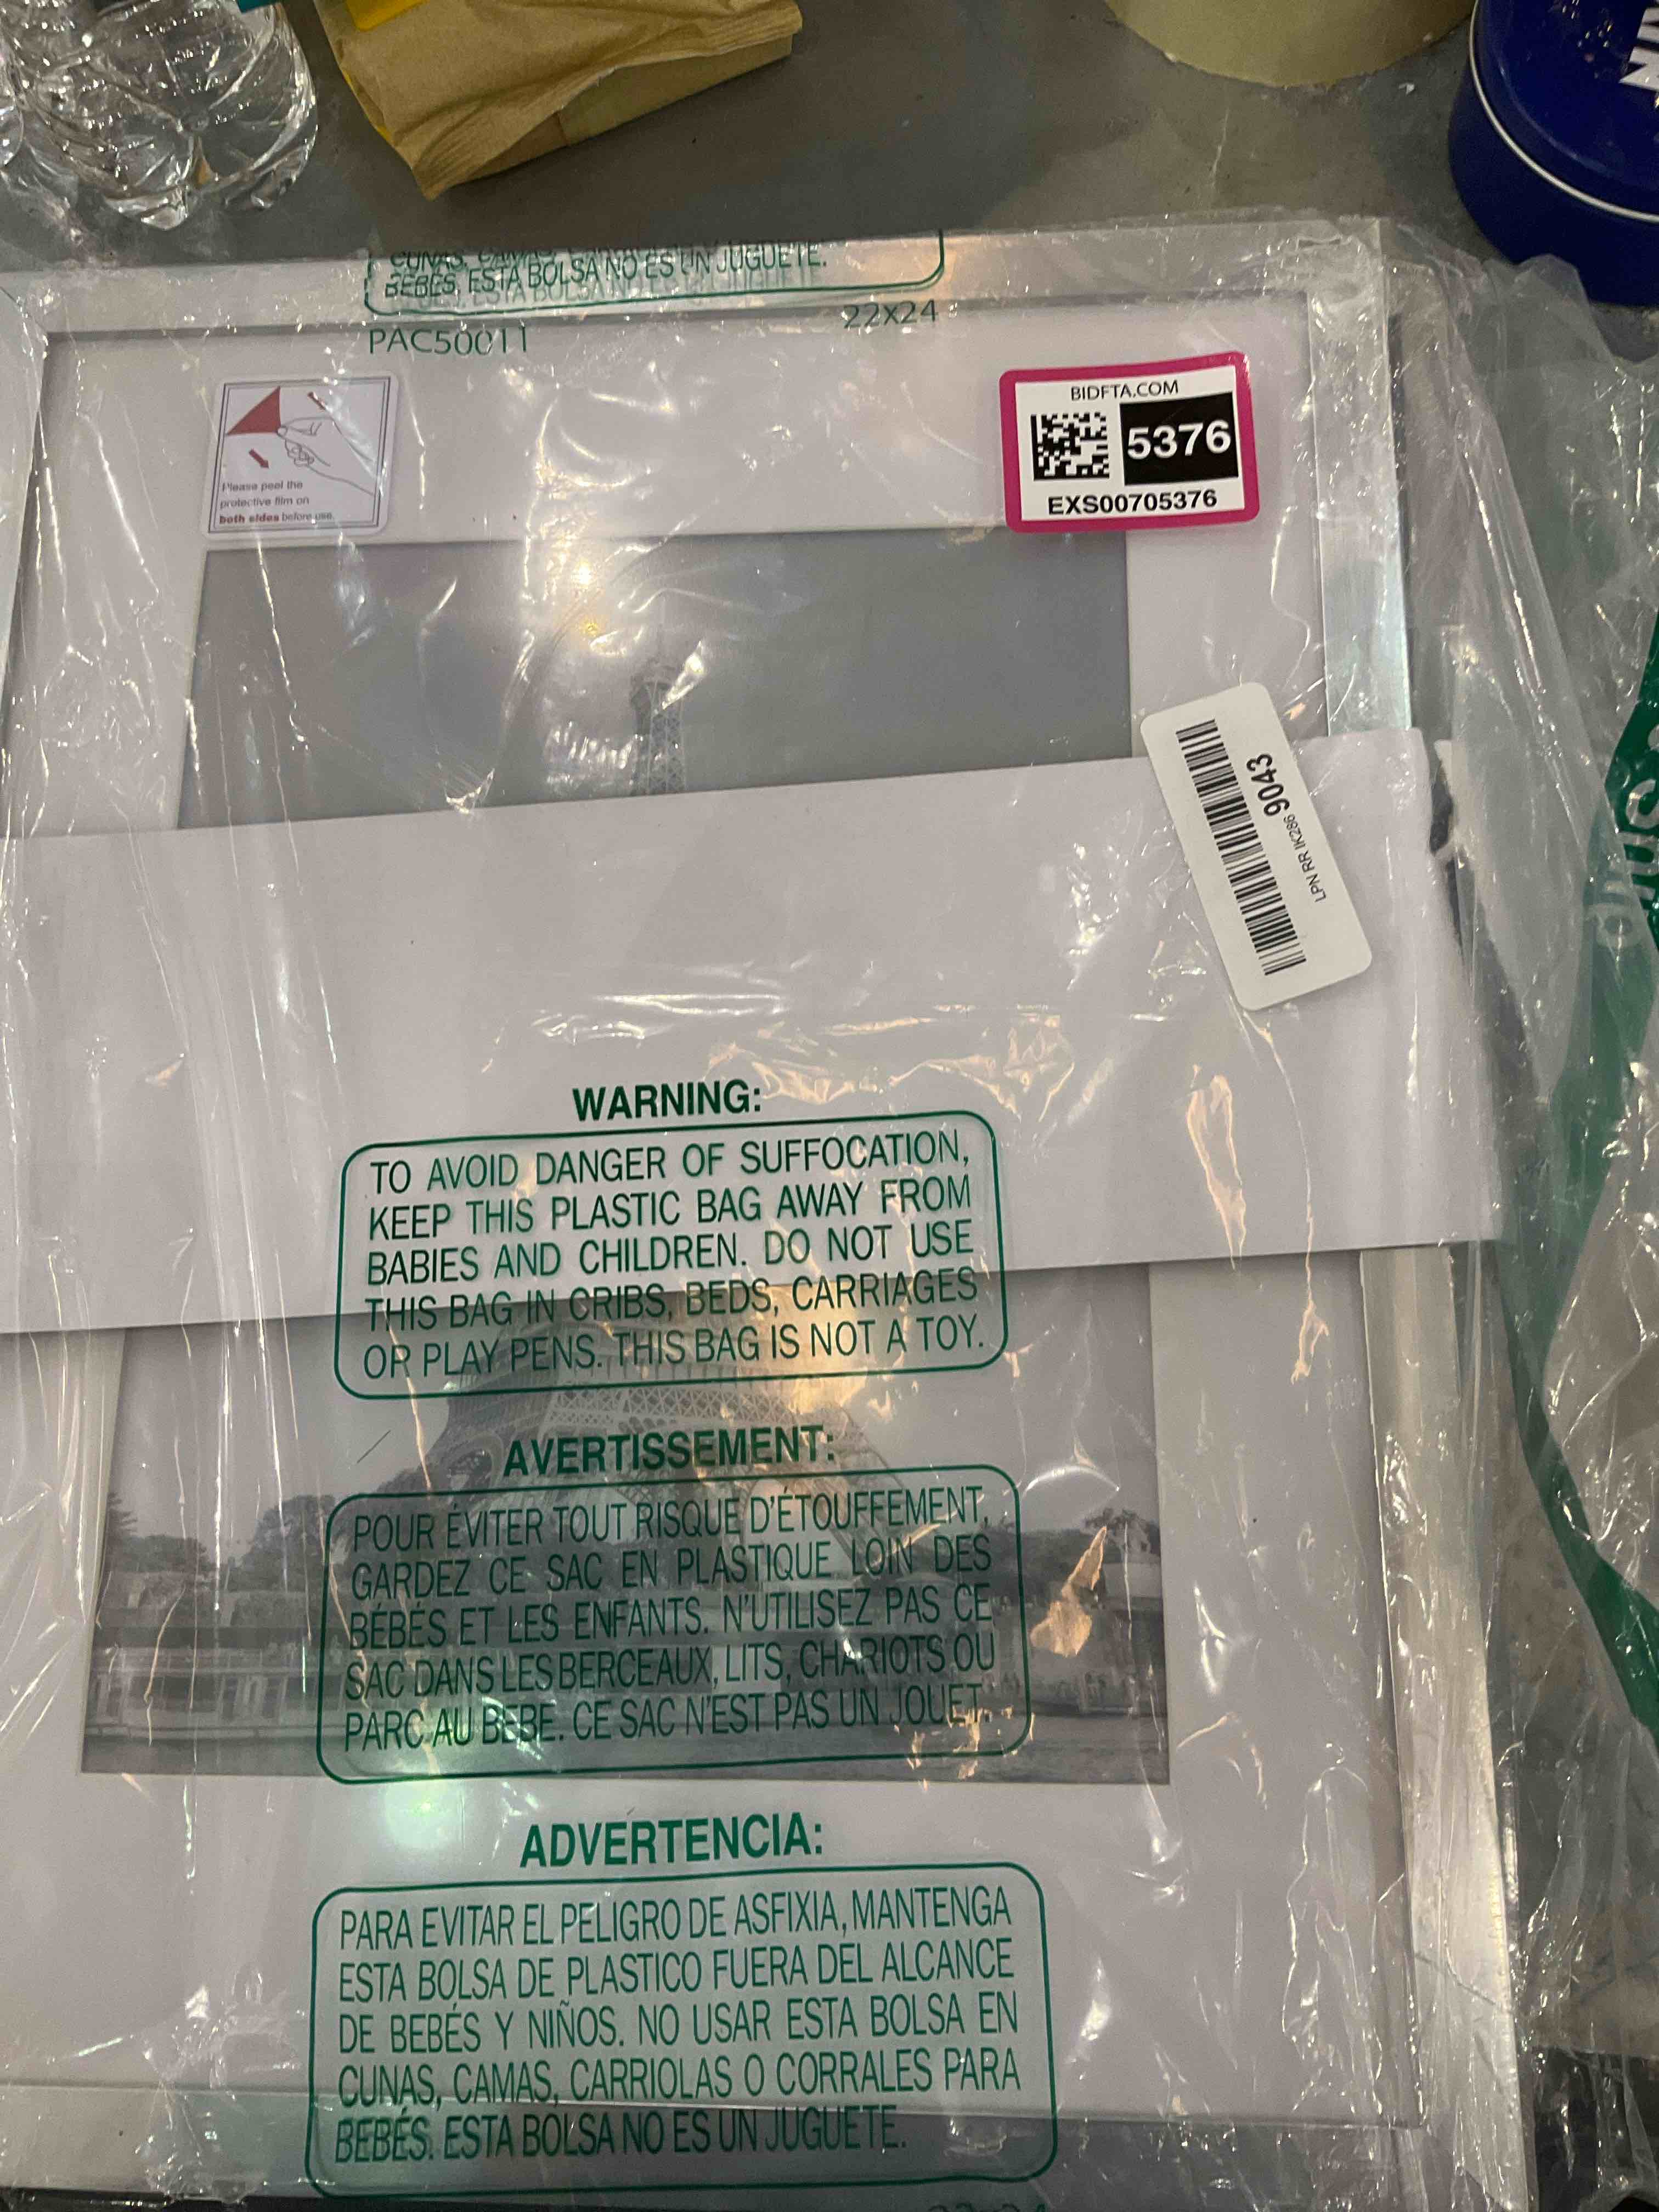 BEBÉS. ESTA BOLSA NO ES UN JUGUETE.
PAC50011
22X24
Please peel the
protective film on
both sides before use.
BIDFTA.COM
5376
EXS00705376
LPN RR IK286 9043
WARNING:
TO AVOID DANGER OF SUFFOCATION,
KEEP THIS PLASTIC BAG AWAY FROM
BABIES AND CHILDREN. DO NOT USE
THIS BAG IN CRIBS, BEDS, CARRIAGES
OR PLAY PENS. THIS BAG IS NOT A TOY.
AVERTISSEMENT:
POUR ÉVITER TOUT RISQUE D'ÉTOUFFEMENT,
GARDEZ CE SAC EN PLASTIQUE LOIN DES
BÉBÉS ET LES ENFANTS. N'UTILISEZ PAS CE
SAC DANS LES BERCEAUX, LITS, CHARIOTS OU
PARC AU BEBE. CE SAC N'EST PAS UN JOUET.
ADVERTENCIA:
PARA EVITAR EL PELIGRO DE ASFIXIA, MANTENGA
ESTA BOLSA DE PLASTICO FUERA DEL ALCANCE
DE BEBÉS Y NIÑOS. NO USAR ESTA BOLSA EN
CUNAS, CAMAS, CARRIOLAS O CORRALES PARA
BEBÉS. ESTA BOLSA NO ES UN JUGUETE.